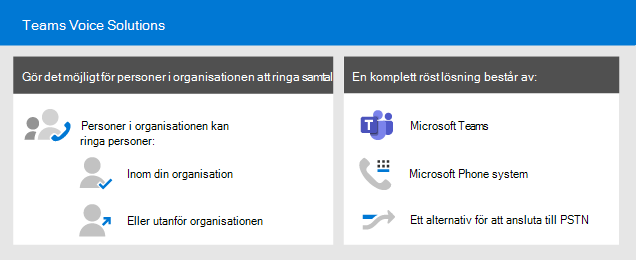 Teams Voice Solutions
Gör det möjligt för personer i organisationen att ringa samtal
Personer i organisationen kan
ringa personer:
Inom din organisation
Eller utanför organisationen
En komplett röst lösning består av:
Microsoft Teams
Microsoft Phone system
Ett alternativ för att ansluta till PSTN